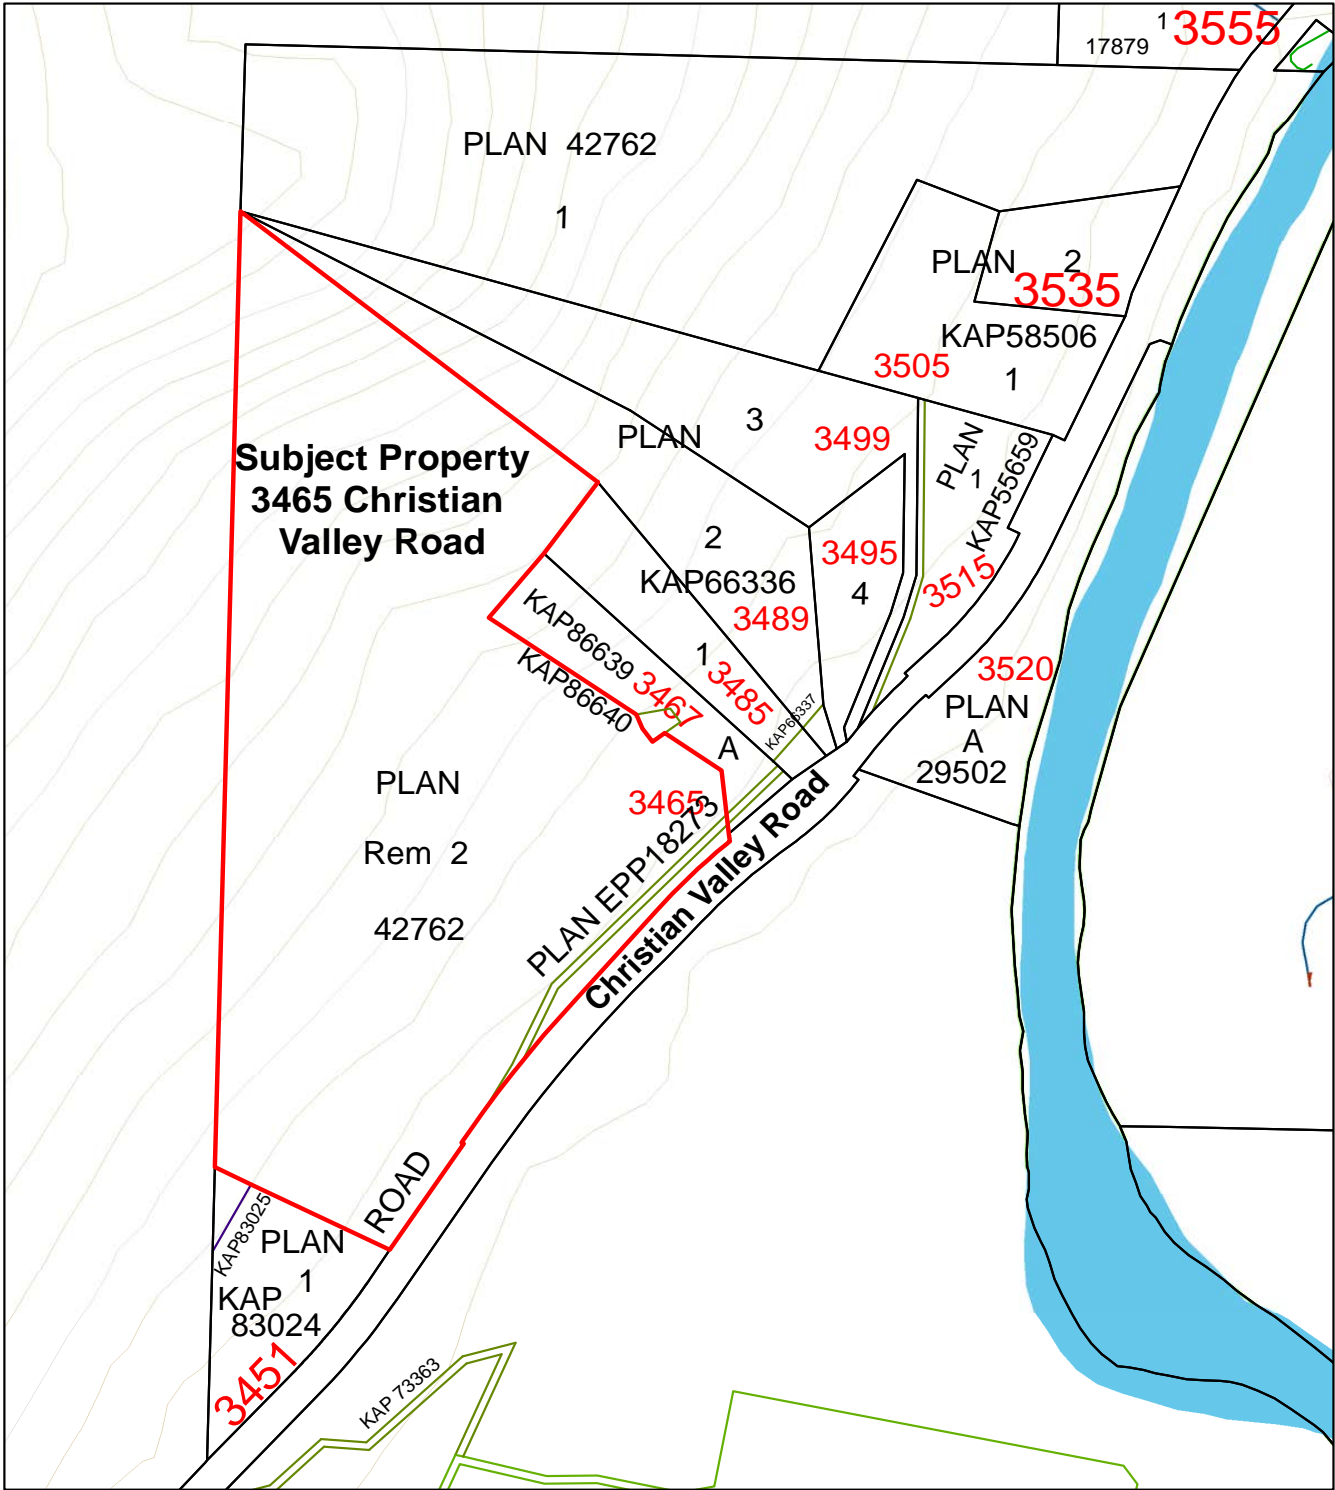 1 3555
17879
PLAN 42762
1
PLAN 2
3535
KAP58506
3505
1
3
PLAN
3499
PLAN
1
KAP55659
Subject Property
3465 Christian
Valley Road
2
KAP66336
3489
3495
4
3515
KAP86639
3467
KAP86640
1
3485
KAP66337
A
3520
PLAN
A
29502
PLAN
Rem 2
42762
3465
PLAN EPP18273
Christian Valley Road
ROAD
KAP83025
PLAN
1
KAP
83024
3451
KAP 73363